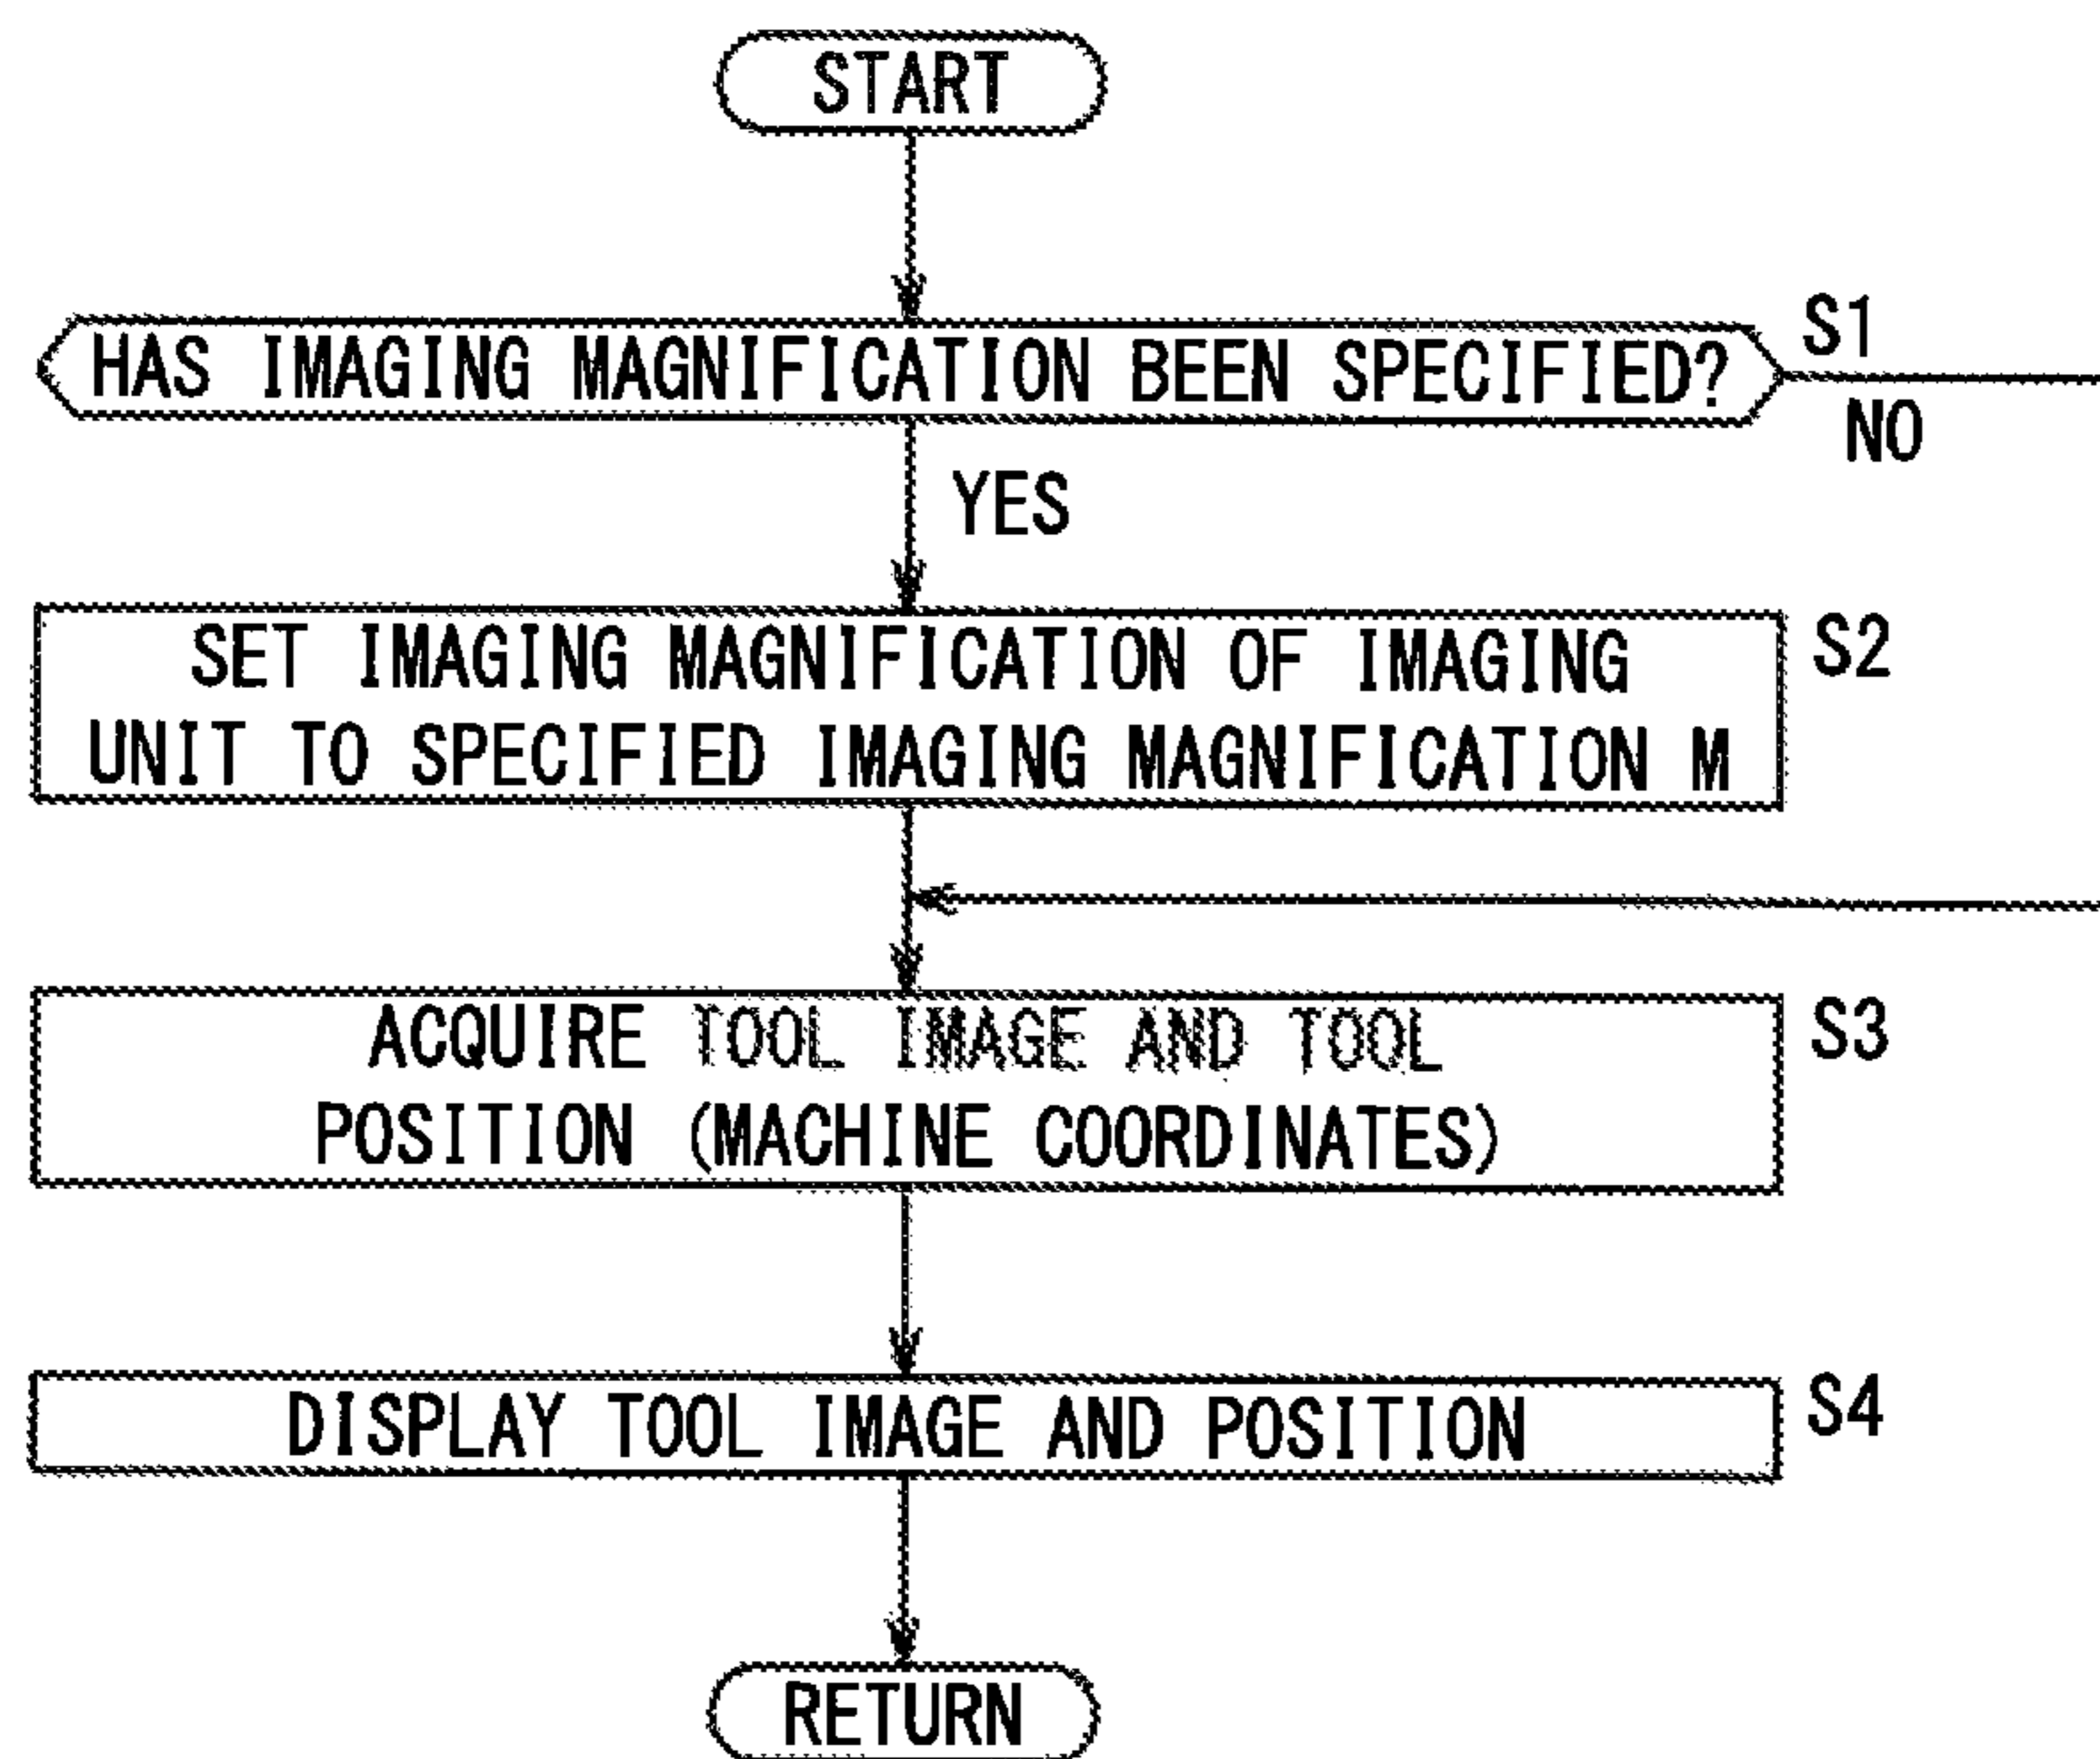 START
HAS IMAGING MAGNIFICATION BEEN SPECIFIED?
S1
NO
YES
SET IMAGING MAGNIFICATION OF IMAGING
UNIT TO SPECIFIED IMAGING MAGNIFICATION M
S2
ACQUIRE TOOL IMAGE AND TOOL
POSITION (MACHINE COORDINATES)
S3
DISPLAY TOOL IMAGE AND POSITION
S4
RETURN